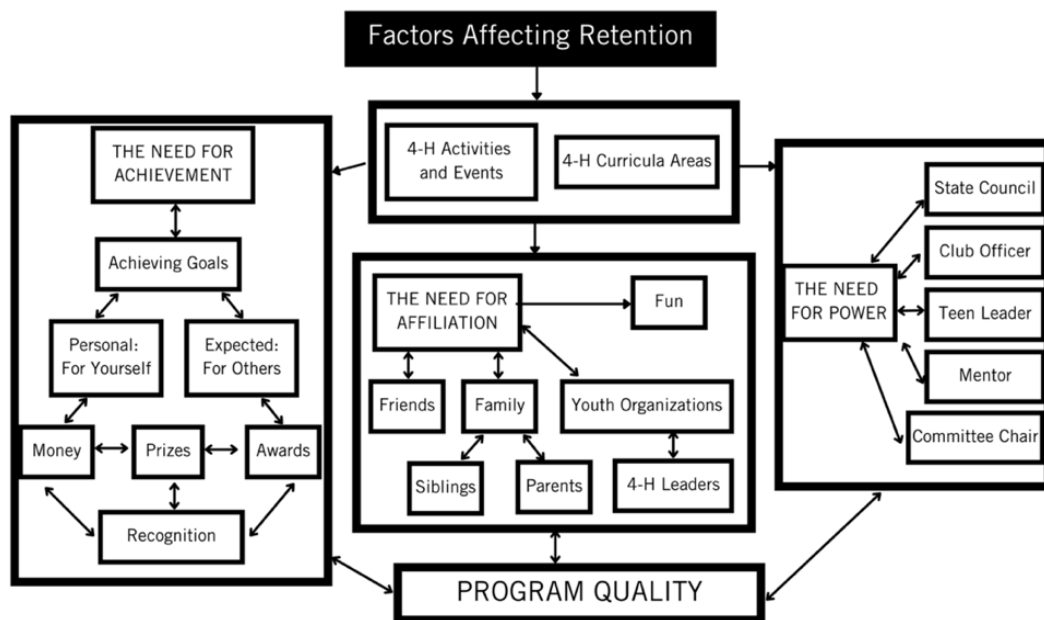 Factors Affecting Retention
4-H Activities
and Events
4-H Curricula Areas
THE NEED FOR
ACHIEVEMENT
Achieving Goals
Personal:
For Yourself
Expected:
For Others
Money
Prizes
Awards
Recognition
THE NEED FOR
AFFILIATION
Fun
Friends
Family
Youth Organizations
Siblings
Parents
4-H Leaders
THE NEED
FOR POWER
State Council
Club Officer
Teen Leader
Mentor
Committee Chair
PROGRAM QUALITY